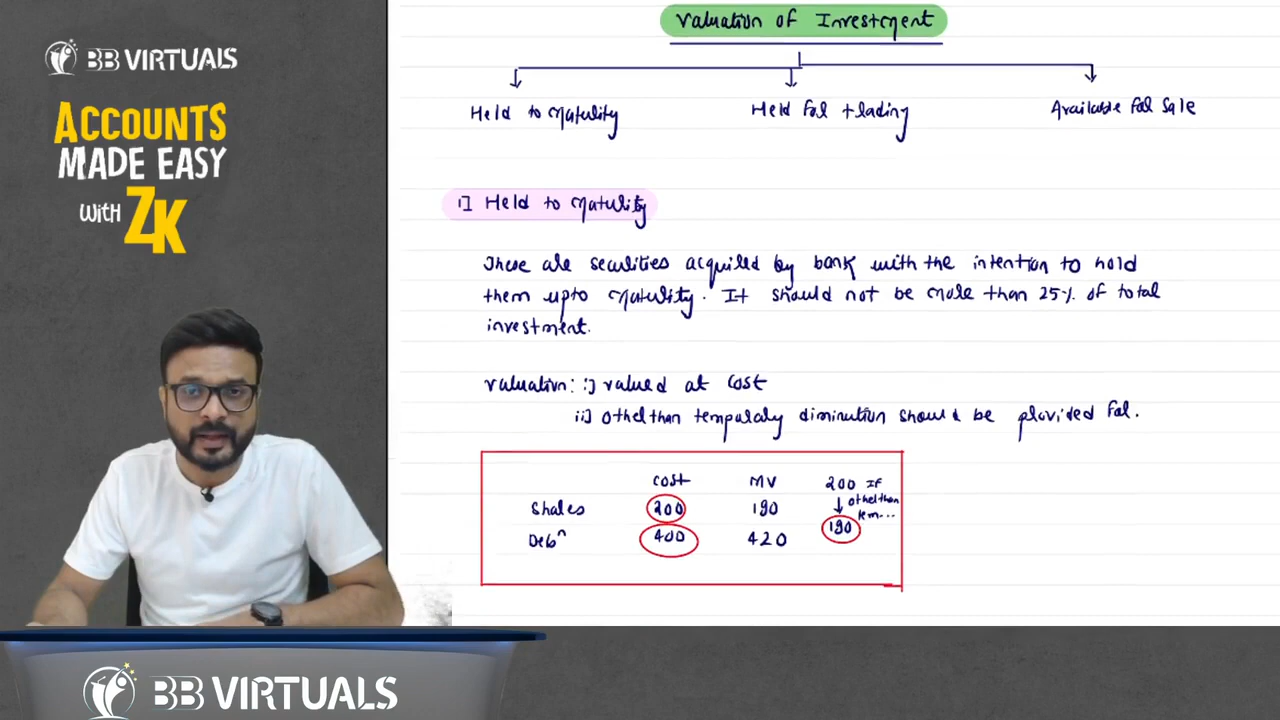 BB VIRTUALS
ACCOUNTS
MADE EASY
with ZK
Valuation of Investment
Held to maturity
Held for trading
Available for Sale
i] Held to maturity
These are securities acquired by bank with the intention to hold
them upto maturity. It should not be more than 25% of total
investment.
valuation: i] valued at cost
ii] other than temporary diminution should be provided for.
cost MV 200 If
other than
tem...
Shares 200 190 190
Debⁿ 400 420
BB VIRTUALS